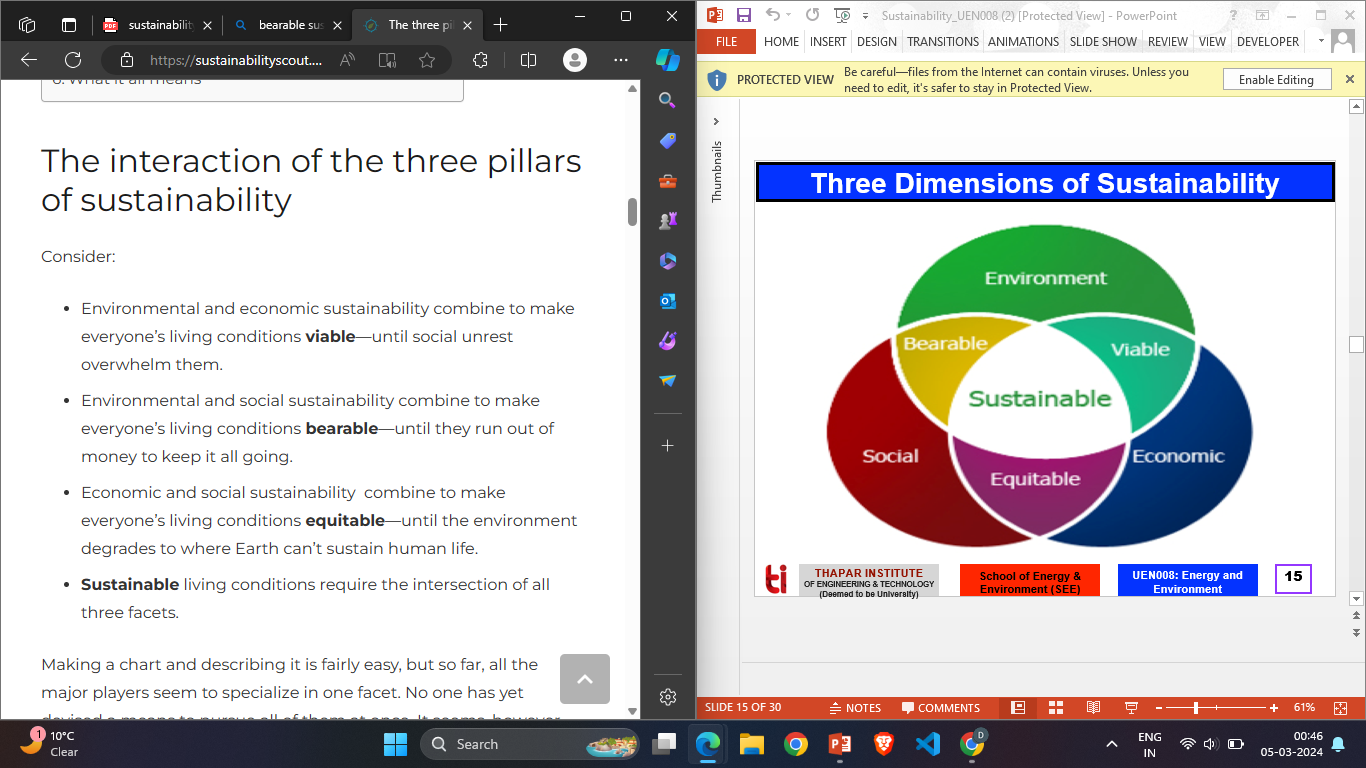 sustainabilit
bearable sus
The three pi
https://sustainabilityscout....
The interaction of the three pillars
of sustainability
Consider:
Environmental and economic sustainability combine to make
everyone's living conditions viable—until social unrest
overwhelm them.
Environmental and social sustainability combine to make
everyone's living conditions bearable—until they run out of
money to keep it all going.
Economic and social sustainability combine to make
everyone's living conditions equitable—until the environment
degrades to where Earth can't sustain human life.
Sustainable living conditions require the intersection of all
three facets.
Making a chart and describing it is fairly easy, but so far, all the
major players seem to specialize in one facet. No one has yet
Sustainability_UEN008 (2) [Protected View] - PowerPoint
FILE HOME INSERT DESIGN TRANSITIONS ANIMATIONS SLIDE SHOW REVIEW VIEW DEVELOPER
PROTECTED VIEW
Be careful—files from the Internet can contain viruses. Unless you
need to edit, it's safer to stay in Protected View.
Enable Editing
Thumbnails
Three Dimensions of Sustainability
Environment
Bearable
Viable
Sustainable
Social
Economic
Equitable
THAPAR INSTITUTE
OF ENGINEERING & TECHNOLOGY
(Deemed to be University)
School of Energy &
Environment (SEE)
UEN008: Energy and
Environment
15
SLIDE 15 OF 30 NOTES COMMENTS 61%
1
10°C
Clear
Search
D
ENG
IN
00:46
05-03-2024